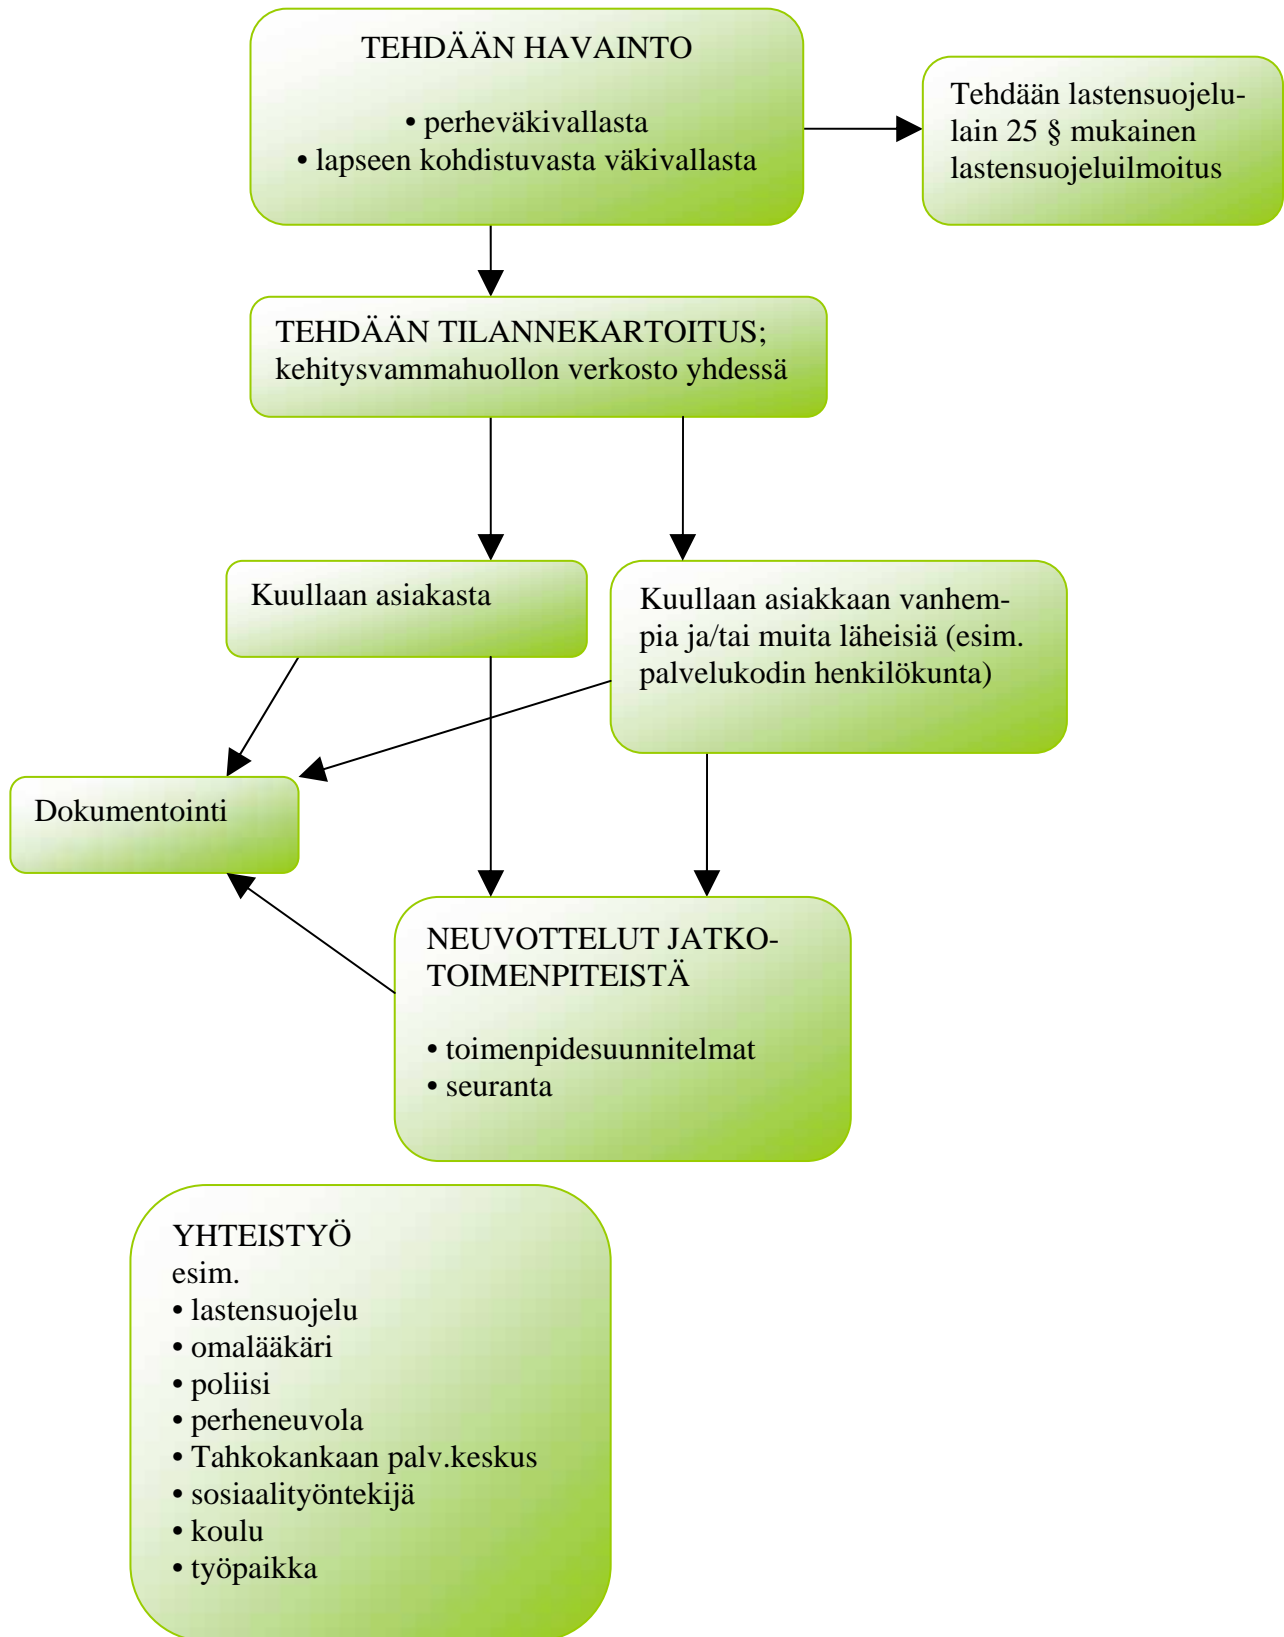 TEHDÄÄN HAVAINTO
• perheväkivallasta
• lapseen kohdistuvasta väkivallasta
Tehdään lastensuojelu-
lain 25 § mukainen
lastensuojeluilmoitus
TEHDÄÄN TILANNEKARTOITUS;
kehitysvammahuollon verkosto yhdessä
Kuullaan asiakasta
Kuullaan asiakkaan vanhem-
pia ja/tai muita läheisiä (esim.
palvelukodin henkilökunta)
Dokumentointi
NEUVOTTELUT JATKO-
TOIMENPITEISTÄ
• toimenpidesuunnitelmat
• seuranta
YHTEISTYÖ
esim.
• lastensuojelu
• omalääkäri
• poliisi
• perheneuvola
• Tahkokankaan palv.keskus
• sosiaalityöntekijä
• koulu
• työpaikka